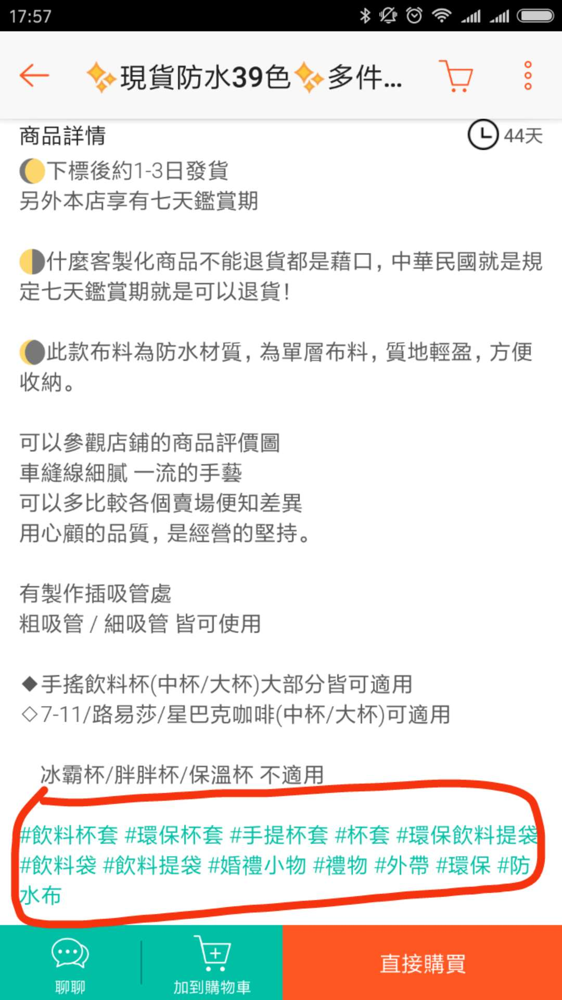 17:57
✨現貨防水39色✨多件...
商品詳情
44天
🌔下標後約1-3日發貨
另外本店享有七天鑑賞期
🌗什麼客製化商品不能退貨都是藉口，中華民國就是規
定七天鑑賞期就是可以退貨！
🌘此款布料為防水材質，為單層布料，質地輕盈，方便
收納。
可以參觀店鋪的商品評價圖
車縫線細膩 一流的手藝
可以多比較各個賣場便知差異
用心顧的品質，是經營的堅持。
有製作插吸管處
粗吸管 / 細吸管 皆可使用
◆手搖飲料杯(中杯/大杯)大部分皆可適用
◇7-11/路易莎/星巴克咖啡(中杯/大杯)可適用
冰霸杯/胖胖杯/保溫杯 不適用
#飲料杯套 #環保杯套 #手提杯套 #杯套 #環保飲料提袋
#飲料袋 #飲料提袋 #婚禮小物 #禮物 #外帶 #環保 #防
水布
聊聊
加到購物車
直接購買